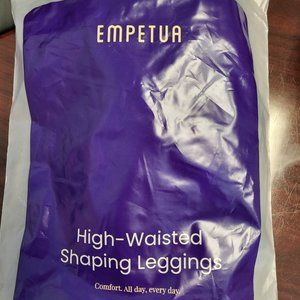 EMPETUA
High-Waisted
Shaping Leggings
Comfort. All day, every day.